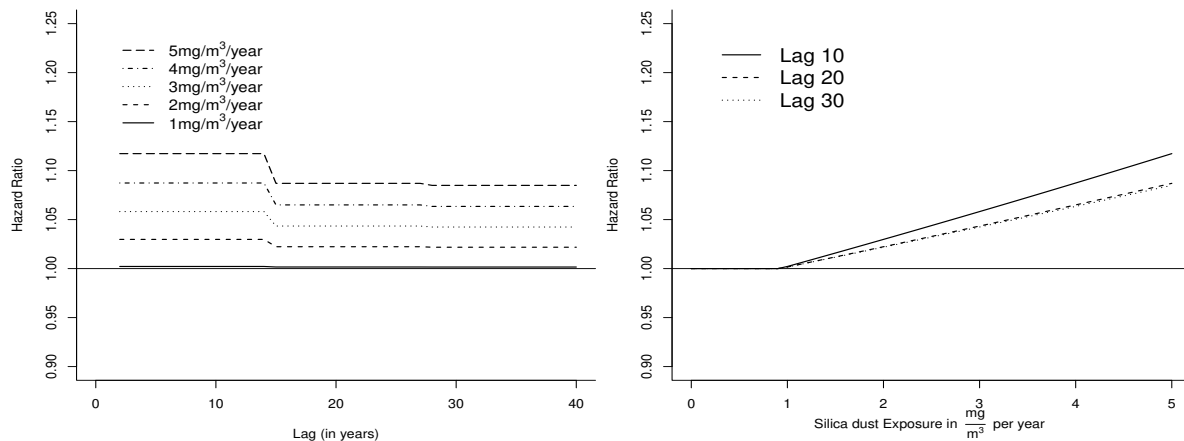 1.25
1.20
1.15
1.10
1.05
1.00
0.95
0.90
Hazard Ratio
5mg/m³/year
4mg/m³/year
3mg/m³/year
2mg/m³/year
1mg/m³/year
0 10 20 30 40
Lag (in years)
1.25
1.20
1.15
1.10
1.05
1.00
0.95
0.90
Hazard Ratio
Lag 10
Lag 20
Lag 30
0 1 2 3 4 5
Silica dust Exposure in mg/m³ per year